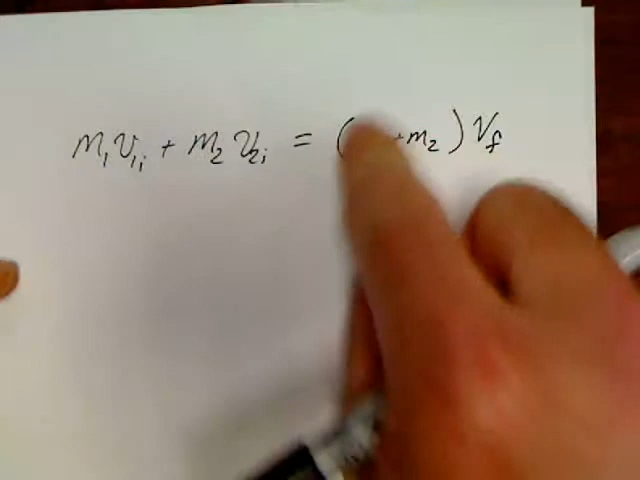 m₁v₁ᵢ + m₂v₂ᵢ = ( +m₂)v_f